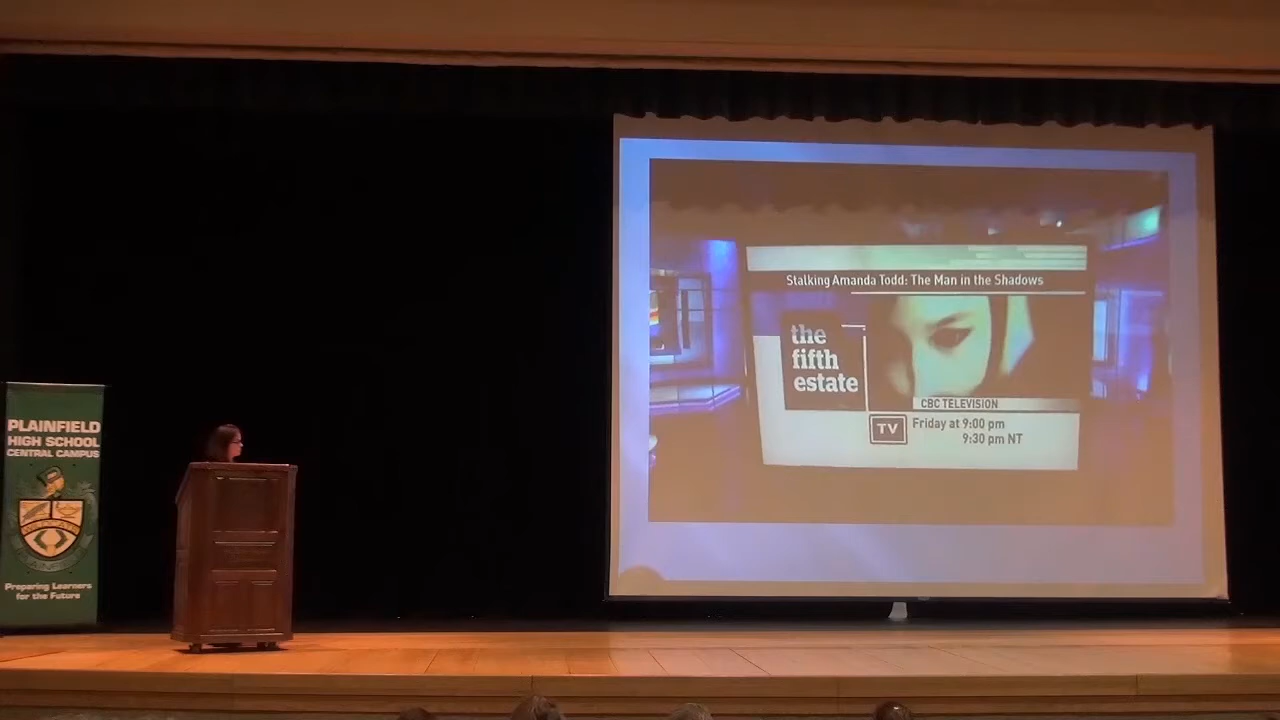 PLAINFIELD
HIGH SCHOOL
CENTRAL CAMPUS
Preparing Learners
for the Future
Stalking Amanda Todd: The Man in the Shadows
the
fifth
estate
CBC TELEVISION
TV
Friday at 9:00 pm
9:30 pm NT